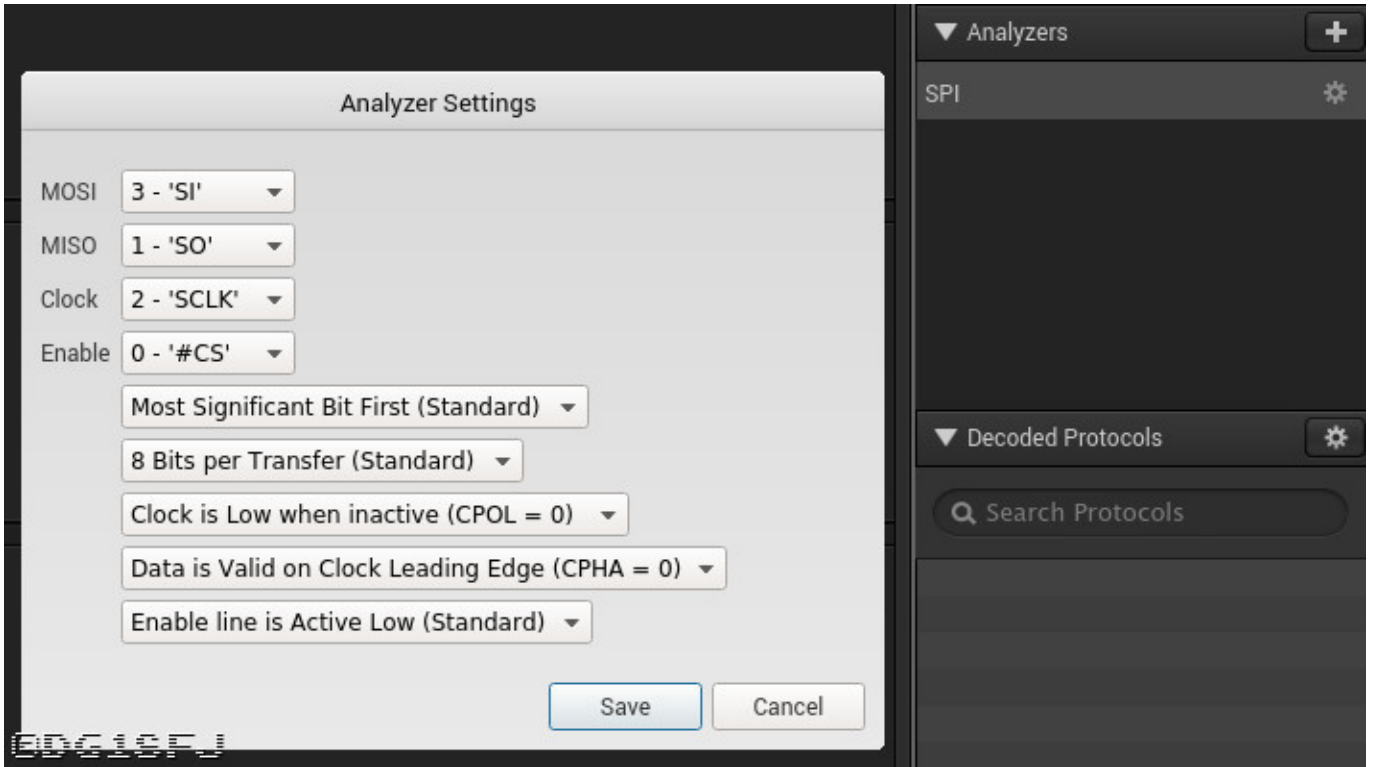 Analyzers
SPI
Analyzer Settings
MOSI 3 - 'SI'
MISO 1 - 'SO'
Clock 2 - 'SCLK'
Enable 0 - '#CS'
Most Significant Bit First (Standard)
8 Bits per Transfer (Standard)
Clock is Low when inactive (CPOL = 0)
Data is Valid on Clock Leading Edge (CPHA = 0)
Enable line is Active Low (Standard)
Save Cancel
Decoded Protocols
Search Protocols